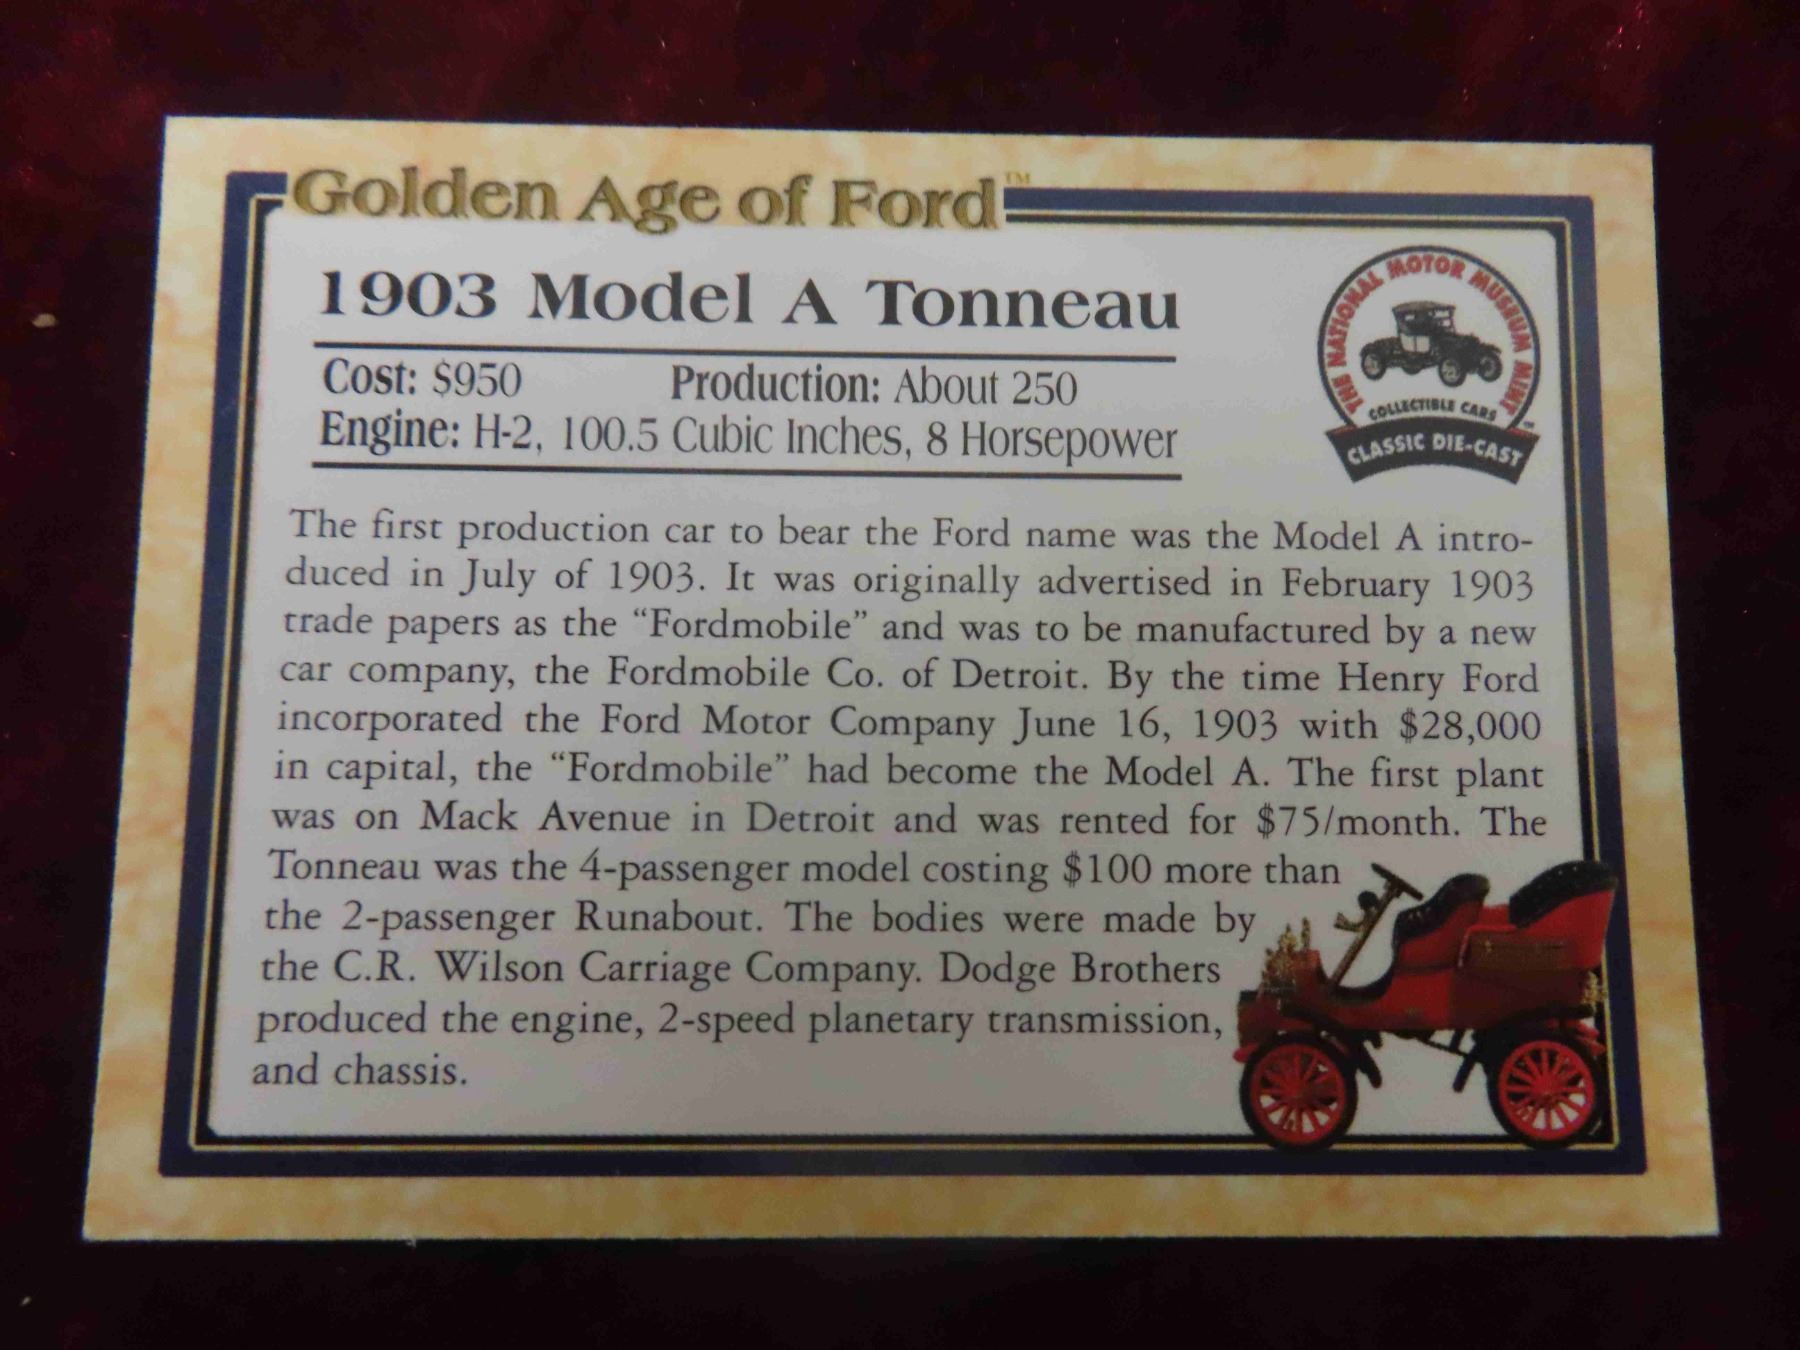 Golden Age of Ford™
1903 Model A Tonneau
Cost: $950 Production: About 250
Engine: H-2, 100.5 Cubic Inches, 8 Horsepower
THE NATIONAL MOTOR MUSEUM MINT™
COLLECTIBLE CARS
CLASSIC DIE-CAST
The first production car to bear the Ford name was the Model A intro-
duced in July of 1903. It was originally advertised in February 1903
trade papers as the “Fordmobile” and was to be manufactured by a new
car company, the Fordmobile Co. of Detroit. By the time Henry Ford
incorporated the Ford Motor Company June 16, 1903 with $28,000
in capital, the “Fordmobile” had become the Model A. The first plant
was on Mack Avenue in Detroit and was rented for $75/month. The
Tonneau was the 4-passenger model costing $100 more than
the 2-passenger Runabout. The bodies were made by
the C.R. Wilson Carriage Company. Dodge Brothers
produced the engine, 2-speed planetary transmission,
and chassis.